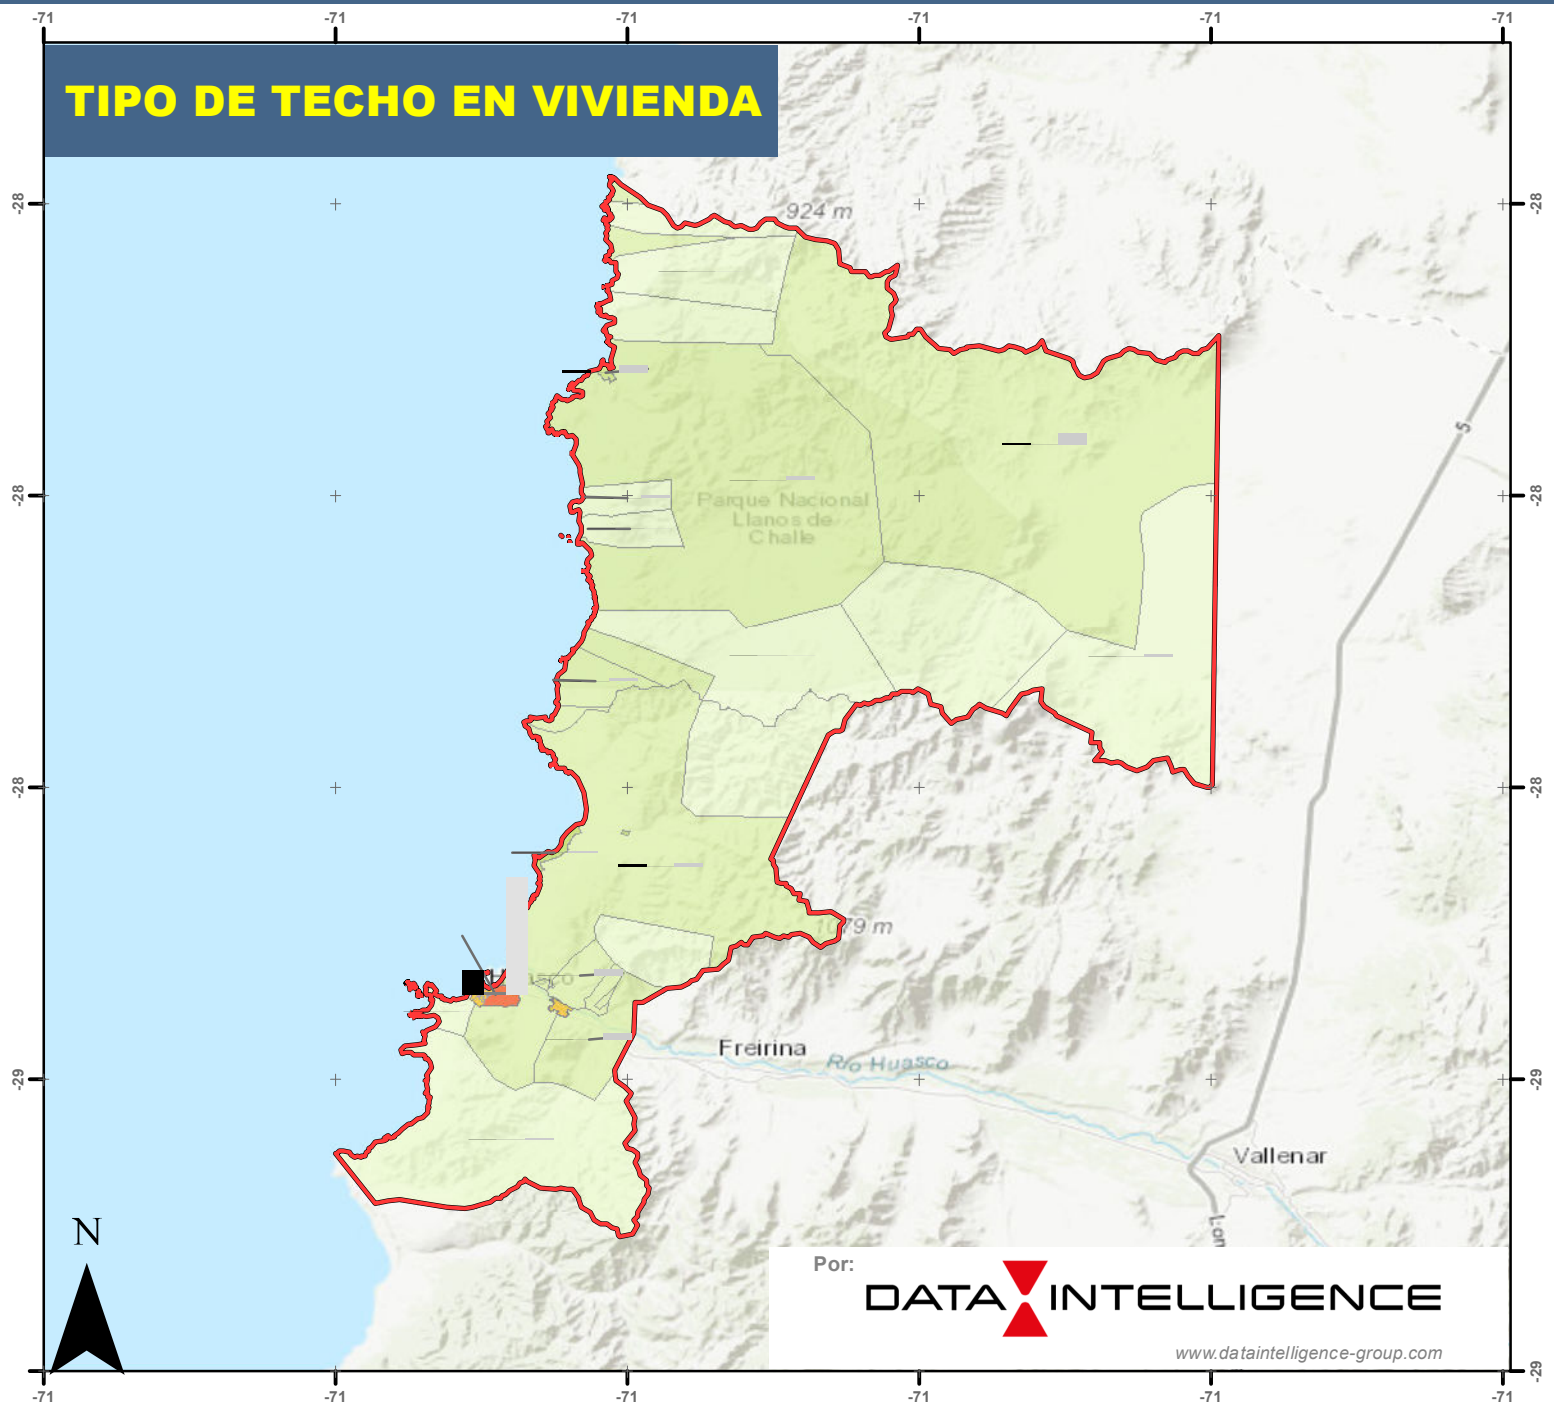 -71 -71 -71 -71 -71 -71
TIPO DE TECHO EN VIVIENDA
-28 -28
924 m
5
-28 -28
Parque Nacional
Llanos de
Challe
-28 -28
1079 m
Huasco
Freirina
Río Huasco
-29 -29
Vallenar
N
Por:
DATA INTELLIGENCE
www.dataintelligence-group.com
-29
-71 -71 -71 -71 -71 -71